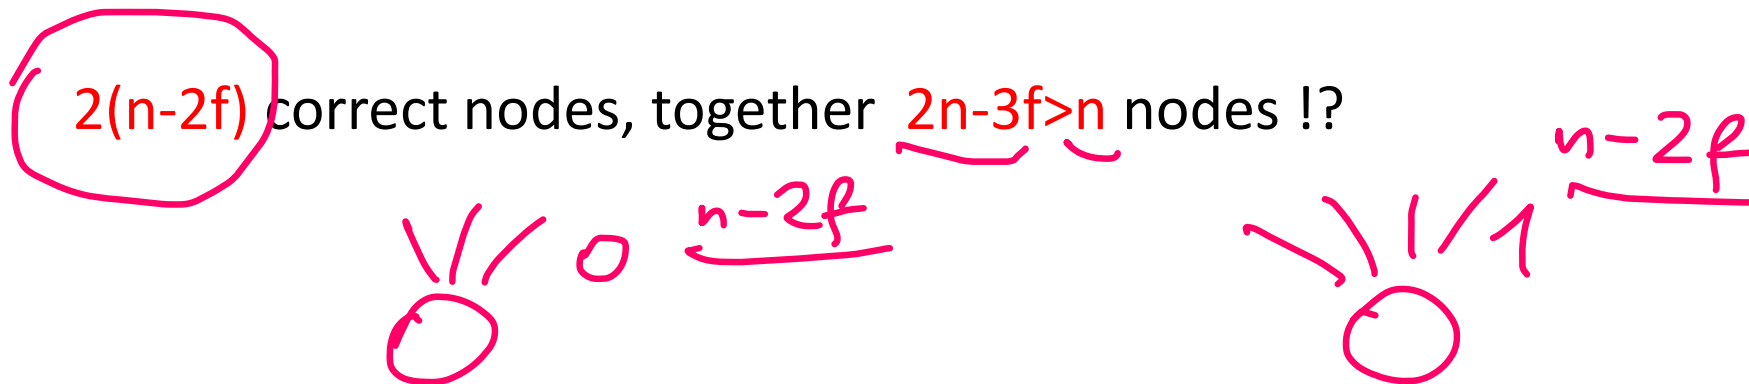 2(n-2f) correct nodes, together 2n-3f>n nodes !?
n-2f
0 n-2f 1